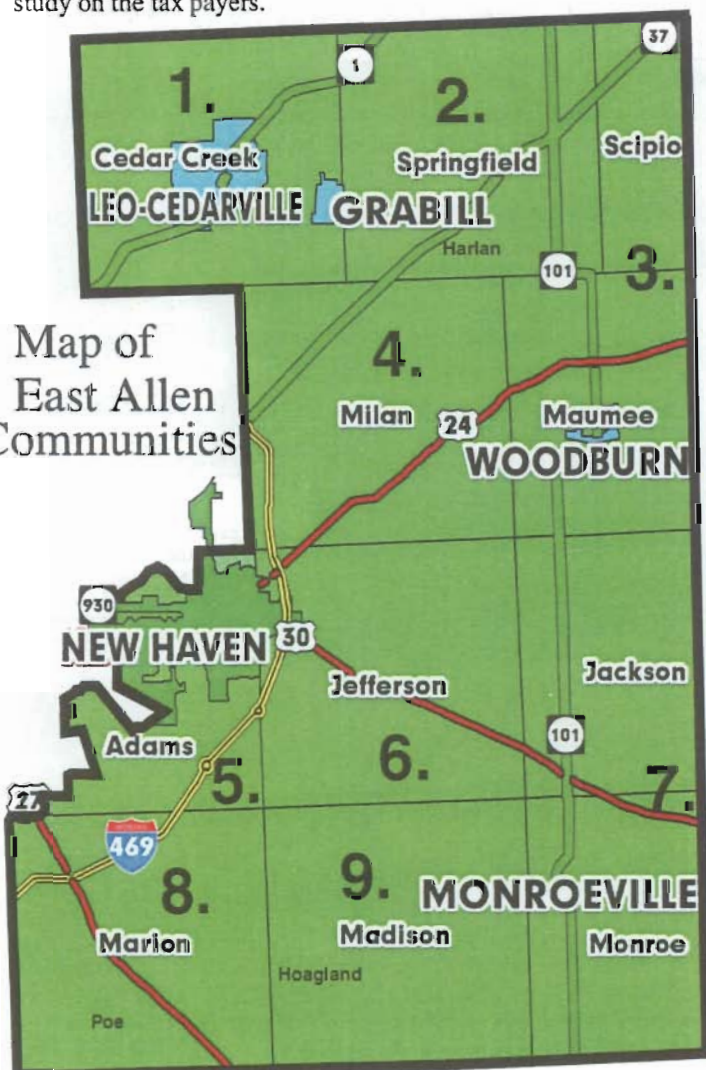 study on the tax payers.
37
1
1.
2.
Cedar Creek
Springfield
Scipio
LEO-CEDARVILLE
GRABILL
Harlan
101
3.
Map of
East Allen
Communities
4.
Milan
24
Maumee
WOODBURN
930
NEW HAVEN
30
Jefferson
Jackson
Adams
101
5.
6.
7.
27
469
8.
9.
MONROEVILLE
Marion
Madison
Monroe
Hoagland
Poe